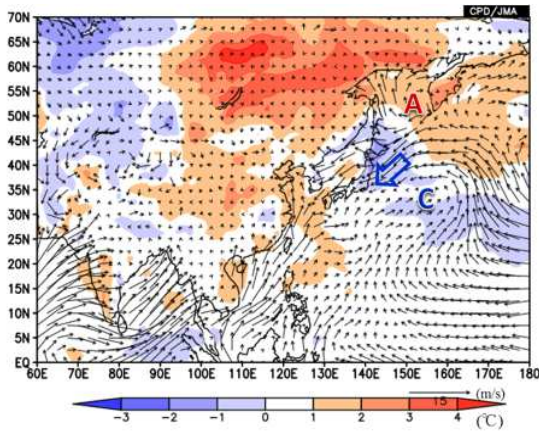 CPD/JMA
70N
65N
60N
55N
50N
A
45N
40N
35N
C
30N
25N
20N
15N
10N
5N
EQ
60E 70E 80E 90E 100E 110E 120E 130E 140E 150E 160E 170E 180
15 (m/s)
-3 -2 -1 0 1 2 3 4 (℃)